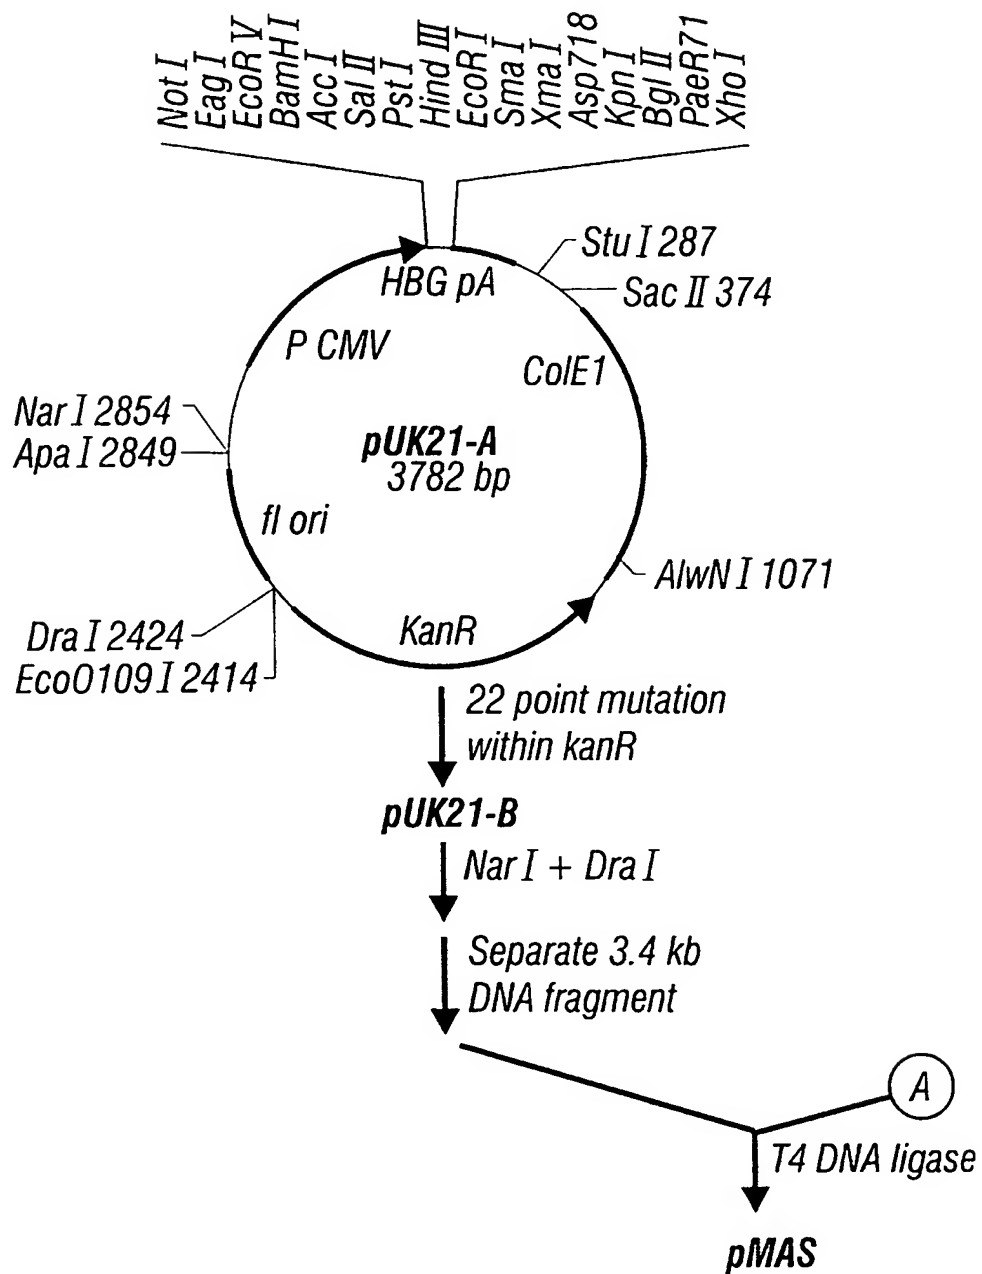 Not I
Eag I
EcoR V
BamH I
Acc I
Sal II
Pst I
Hind III
EcoR I
Sma I
Xma I
Asp718
Kpn I
Bgl II
PaeR71
Xho I
Stu I 287
Sac II 374
HBG pA
P CMV
ColE1
Nar I 2854
Apa I 2849
pUK21-A
3782 bp
fl ori
AlwN I 1071
Dra I 2424
EcoO109 I 2414
KanR
22 point mutation
within kanR
pUK21-B
Nar I + Dra I
Separate 3.4 kb
DNA fragment
A
T4 DNA ligase
pMAS